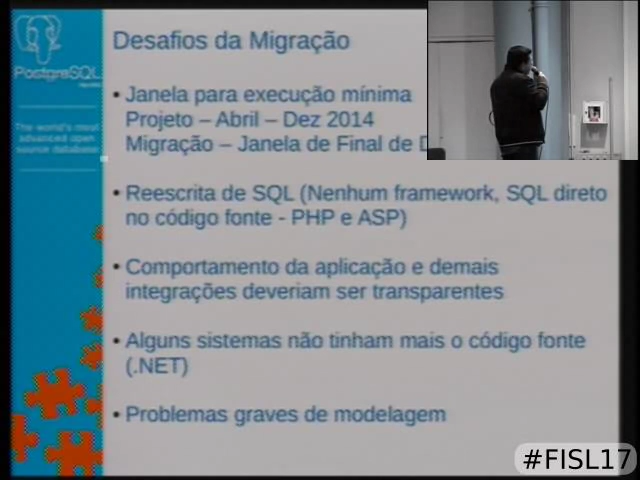 PostgreSQL
The world's most
advanced open
source database
Desafios da Migração
• Janela para execução mínima
Projeto – Abril – Dez 2014
Migração – Janela de Final de
• Reescrita de SQL (Nenhum framework, SQL direto
no código fonte - PHP e ASP)
• Comportamento da aplicação e demais
integrações deveriam ser transparentes
• Alguns sistemas não tinham mais o código fonte
(.NET)
• Problemas graves de modelagem
#FISL17